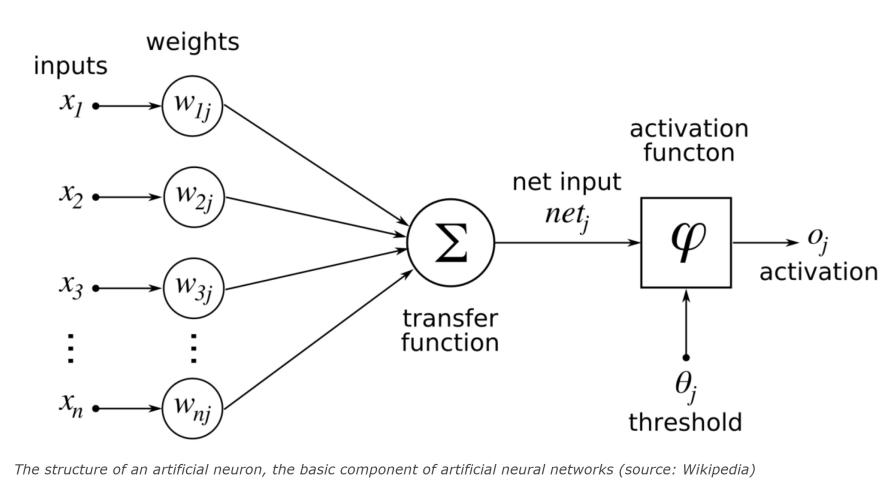 weights
inputs
x1
w1j
x2
w2j
x3
w3j
⋮
⋮
xn
wnj
Σ
transfer
function
net input
netj
activation
functon
φ
oj
activation
θj
threshold
The structure of an artificial neuron, the basic component of artificial neural networks (source: Wikipedia)